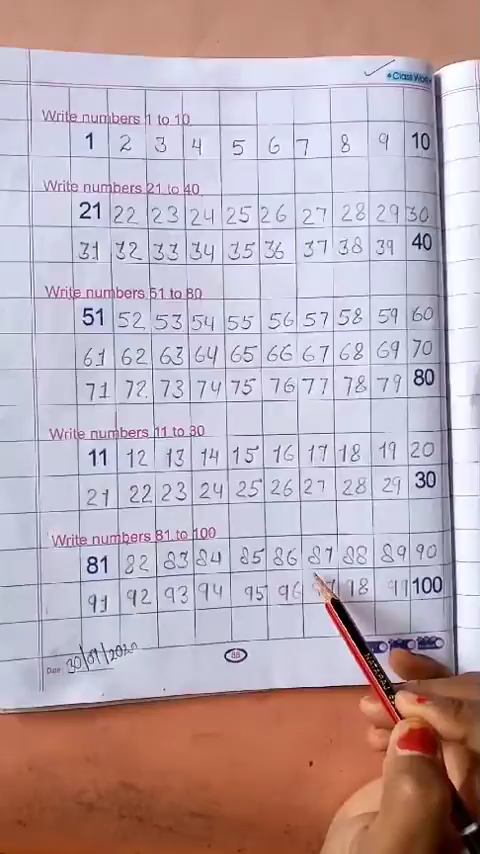 Class Work
Write numbers 1 to 10
1 2 3 4 5 6 7 8 9 10
Write numbers 21 to 40
21 22 23 24 25 26 27 28 29 30
31 32 33 34 35 36 37 38 39 40
Write numbers 51 to 80
51 52 53 54 55 56 57 58 59 60
61 62 63 64 65 66 67 68 69 70
71 72 73 74 75 76 77 78 79 80
Write numbers 11 to 30
11 12 13 14 15 16 17 18 19 20
21 22 23 24 25 26 27 28 29 30
Write numbers 81 to 100
81 82 83 84 85 86 87 88 89 90
91 92 93 94 95 96 100
Date 88
NATARAJ